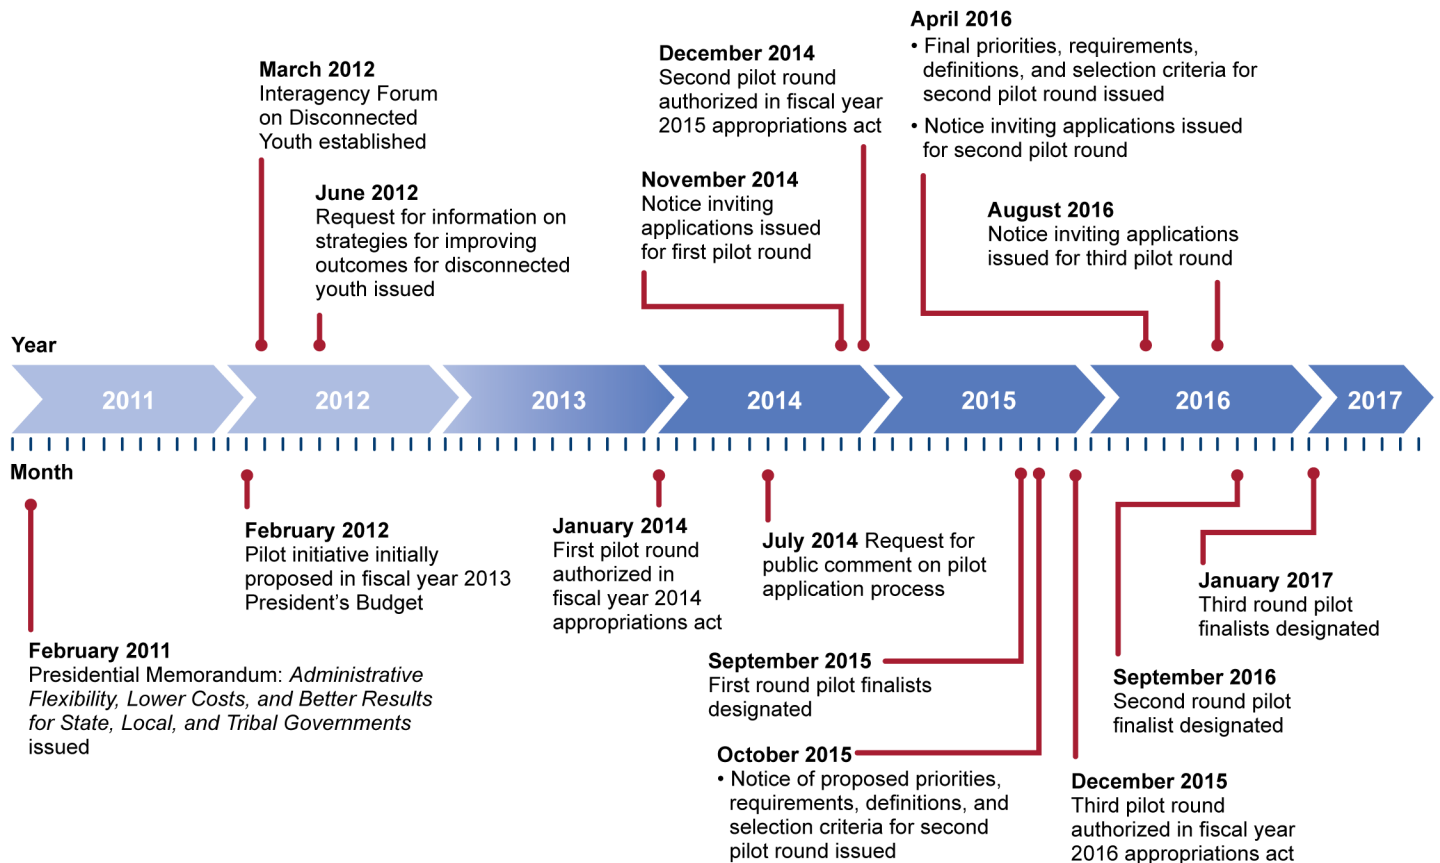 April 2016
• Final priorities, requirements,
definitions, and selection criteria for
second pilot round issued
• Notice inviting applications issued
for second pilot round
December 2014
Second pilot round
authorized in fiscal year
2015 appropriations act
March 2012
Interagency Forum
on Disconnected
Youth established
November 2014
Notice inviting
applications issued
for first pilot round
June 2012
Request for information on
strategies for improving
outcomes for disconnected
youth issued
August 2016
Notice inviting applications
issued for third pilot round
Year
2011 2012 2013 2014 2015 2016 2017
Month
February 2012
Pilot initiative initially
proposed in fiscal year 2013
President’s Budget
January 2014
First pilot round
authorized in
fiscal year 2014
appropriations act
July 2014 Request for
public comment on pilot
application process
January 2017
Third round pilot
finalists designated
February 2011
Presidential Memorandum: Administrative
Flexibility, Lower Costs, and Better Results
for State, Local, and Tribal Governments
issued
September 2015
First round pilot finalists
designated
September 2016
Second round pilot
finalist designated
October 2015
• Notice of proposed priorities,
requirements, definitions, and
selection criteria for second
pilot round issued
December 2015
Third pilot round
authorized in fiscal year
2016 appropriations act